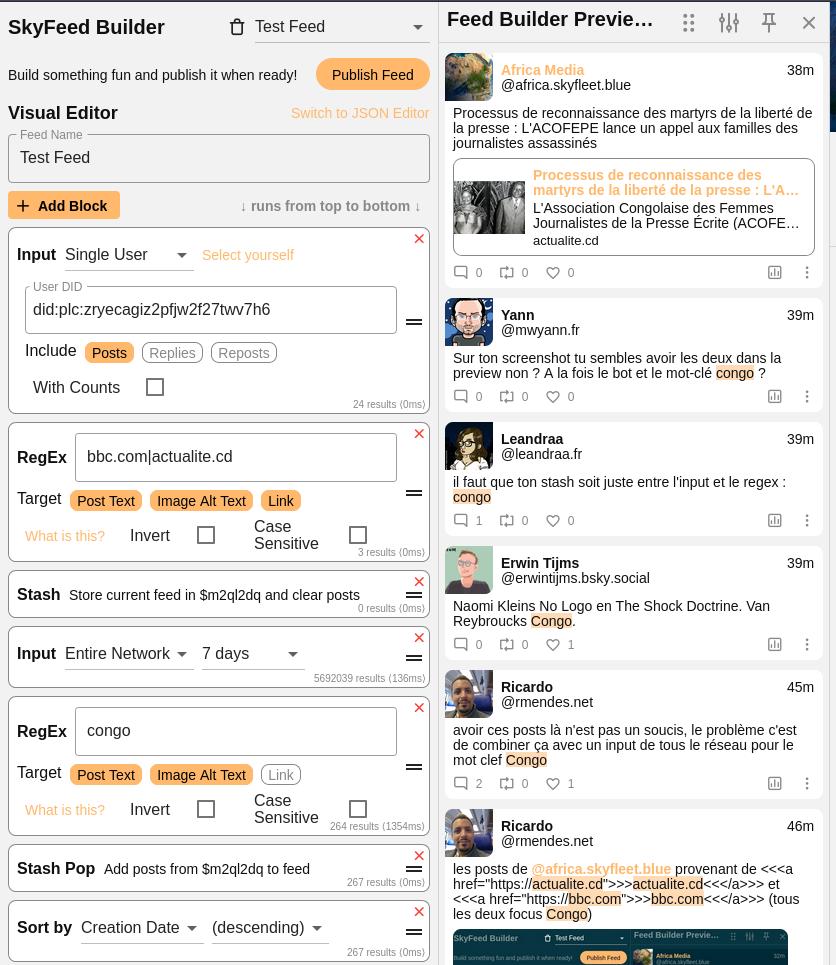 SkyFeed Builder
Test Feed
Build something fun and publish it when ready!
Publish Feed
Visual Editor
Switch to JSON Editor
Feed Name
Test Feed
+ Add Block
↓ runs from top to bottom ↓
Input Single User Select yourself
User DID
did:plc:zryecagiz2pfjw2f27twv7h6
Include Posts Replies Reposts
With Counts
24 results (0ms)
RegEx bbc.com|actualite.cd
Target Post Text Image Alt Text Link
What is this? Invert Case Sensitive
3 results (0ms)
Stash Store current feed in $m2ql2dq and clear posts
0 results (0ms)
Input Entire Network 7 days
5692039 results (136ms)
RegEx congo
Target Post Text Image Alt Text Link
What is this? Invert Case Sensitive
264 results (1354ms)
Stash Pop Add posts from $m2ql2dq to feed
267 results (0ms)
Sort by Creation Date (descending)
267 results (0ms)
Feed Builder Previe...
Africa Media 38m
@africa.skyfleet.blue
Processus de reconnaissance des martyrs de la liberté de
la presse : L'ACOFEPE lance un appel aux familles des
journalistes assassinés
Processus de reconnaissance des
martyrs de la liberté de la presse : L'A...
L'Association Congolaise des Femmes
Journalistes de la Presse Écrite (ACOFE...
actualite.cd
0 0 0
Yann 39m
@mwyann.fr
Sur ton screenshot tu sembles avoir les deux dans la
preview non ? A la fois le bot et le mot-clé congo ?
0 0 0
Leandraa 39m
@leandraa.fr
il faut que ton stash soit juste entre l'input et le regex :
congo
1 0 0
Erwin Tijms 39m
@erwintijms.bsky.social
Naomi Kleins No Logo en The Shock Doctrine. Van
Reybroucks Congo.
0 0 1
Ricardo 45m
@rmendes.net
avoir ces posts là n'est pas un soucis, le problème c'est
de combiner ça avec un input de tous le réseau pour le
mot clef Congo
2 0 1
Ricardo 46m
@rmendes.net
les posts de @africa.skyfleet.blue provenant de <<<a
href="https://actualite.cd">>>actualite.cd<<</a>>> et
<<<a href="https://bbc.com">>>bbc.com<<</a>>> (tous
les deux focus Congo)
SkyFeed Builder Test Feed Feed Builder Previe...
Build something fun and publish it when ready! Publish Feed Africa Media 32m
@africa.skyfleet.blue